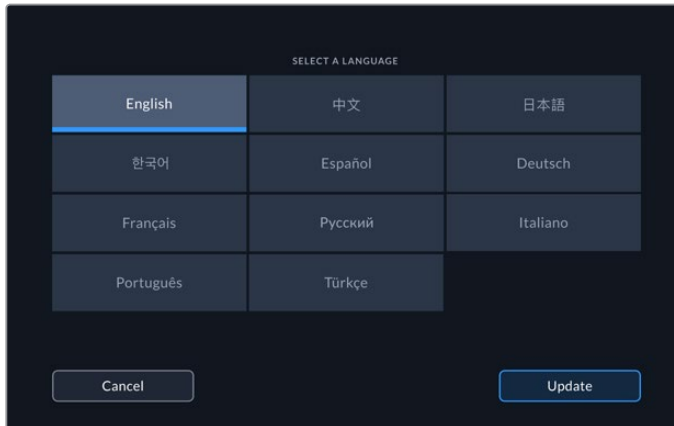 SELECT A LANGUAGE
English 中文 日本語
한국어 Español Deutsch
Français Русский Italiano
Português Türkçe
Cancel Update